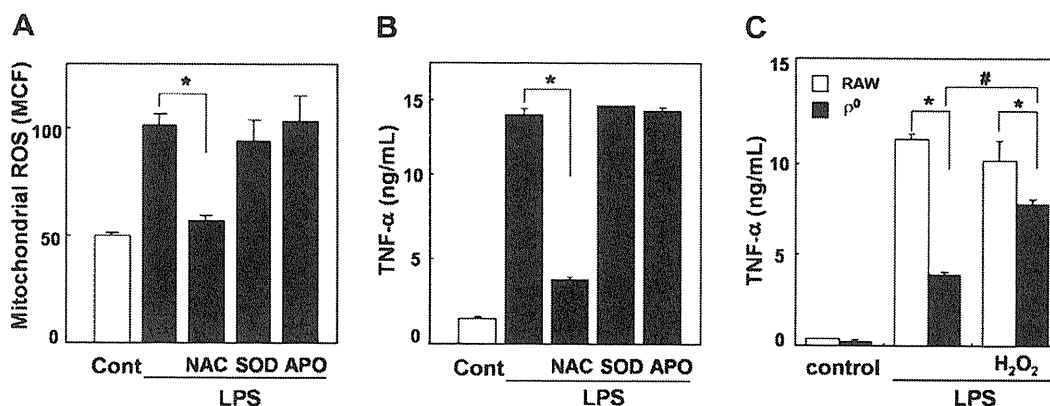 A
Mitochondrial ROS (MCF)
100
50
0
*
Cont NAC SOD APO
LPS
B
TNF-α (ng/mL)
15
10
5
0
*
Cont NAC SOD APO
LPS
C
TNF-α (ng/mL)
15
10
5
0
RAW
ρ⁰
#
* *
control H₂O₂
LPS